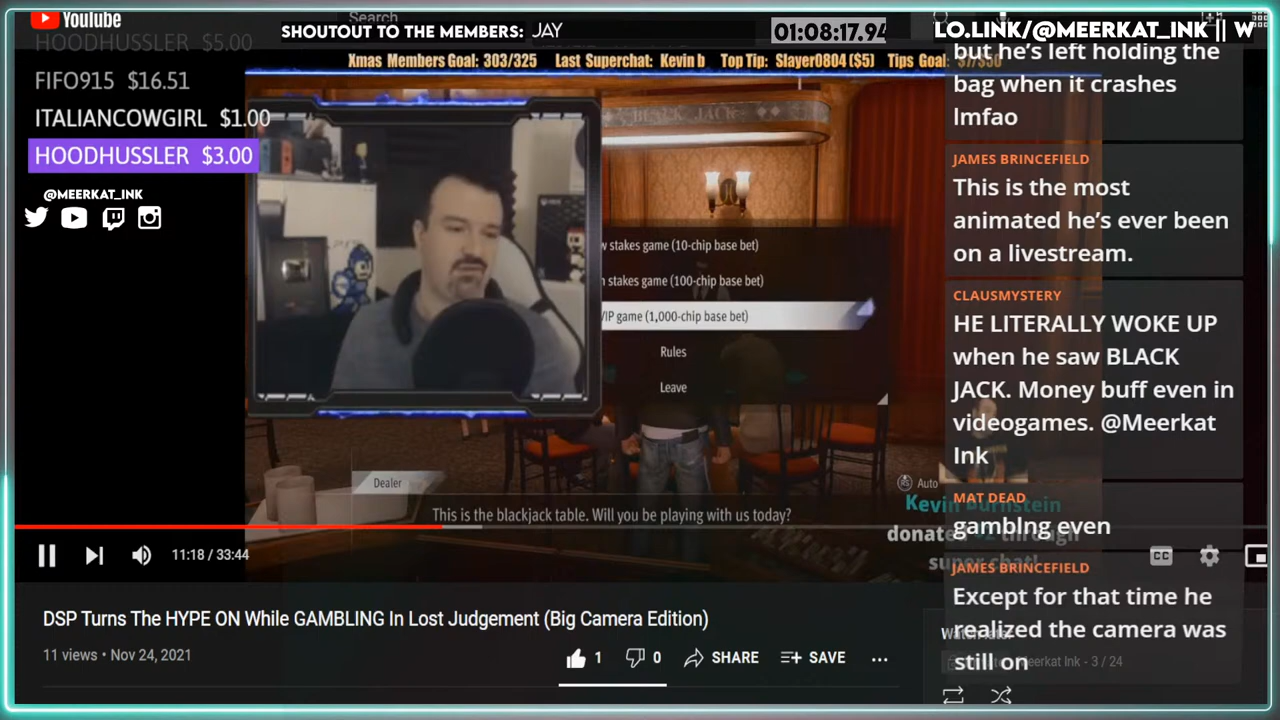 YouTube
Search
SHOUTOUT TO THE MEMBERS: JAY
01:08:17.94
LO.LINK/@MEERKAT_INK || W
HOODHUSSLER $5.00
FIFO915 $16.51
ITALIANCOWGIRL $1.00
HOODHUSSLER $3.00
@MEERKAT_INK
Xmas Members Goal: 303/325 Last Superchat: Kevin b Top Tip: Slayer0804 ($5) Tips Goal:
BLACK JACK
stakes game (10-chip base bet)
stakes game (100-chip base bet)
VIP game (1,000-chip base bet)
Rules
Leave
Dealer
Auto
This is the blackjack table. Will you be playing with us today?
but he's left holding the
bag when it crashes
lmfao
JAMES BRINCEFIELD
This is the most
animated he's ever been
on a livestream.
CLAUSMYSTERY
HE LITERALLY WOKE UP
when he saw BLACK
JACK. Money buff even in
videogames. @Meerkat
Ink
MAT DEAD
gamblng even
JAMES BRINCEFIELD
Except for that time he
realized the camera was
still on
11:18 / 33:44
CC
DSP Turns The HYPE ON While GAMBLING In Lost Judgement (Big Camera Edition)
11 views • Nov 24, 2021
1
0
SHARE
SAVE
Meerkat Ink - 3 / 24